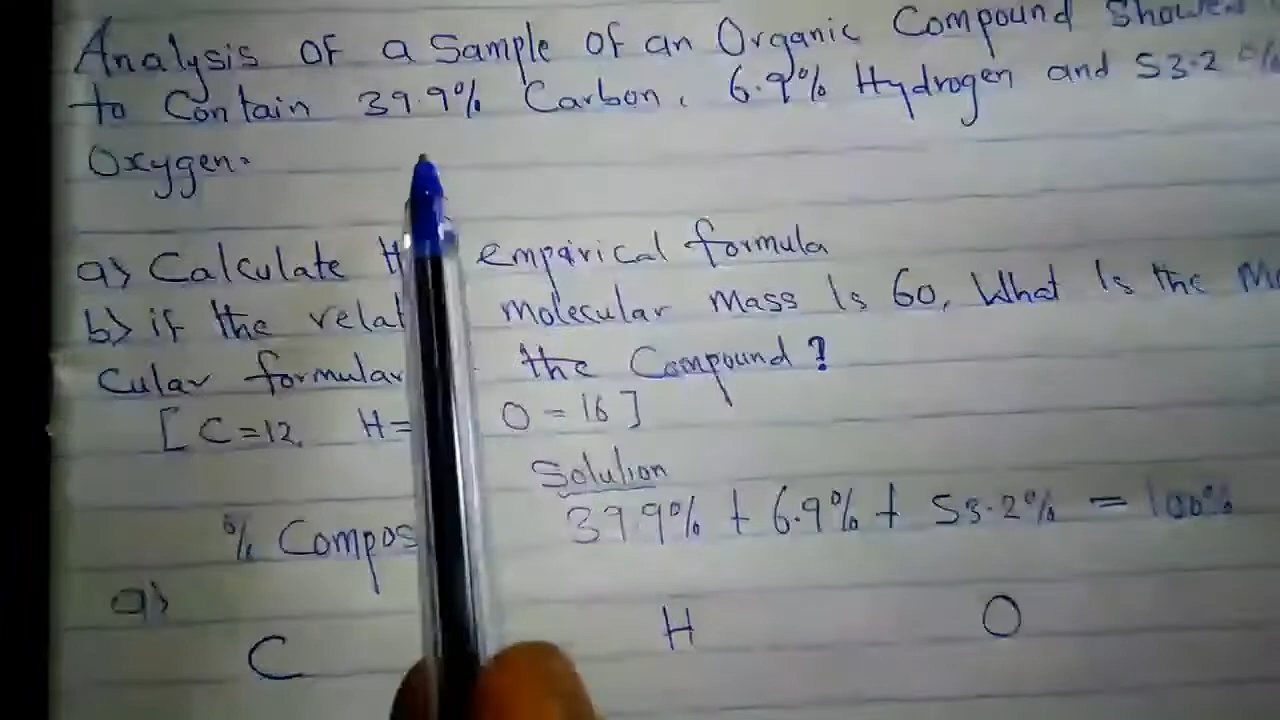 Analysis of a Sample of an Organic Compound Showed
to Contain 39.9% Carbon, 6.9% Hydrogen and 53.2%
Oxygen.
a) Calculate empirical formula
b) if the molecular mass is 60, What Is the Mo
cular formular the Compound?
[C=12, H= O = 16]
Solution
% Compos 39.9% + 6.9% + 53.2% = 100%
a)
C H O